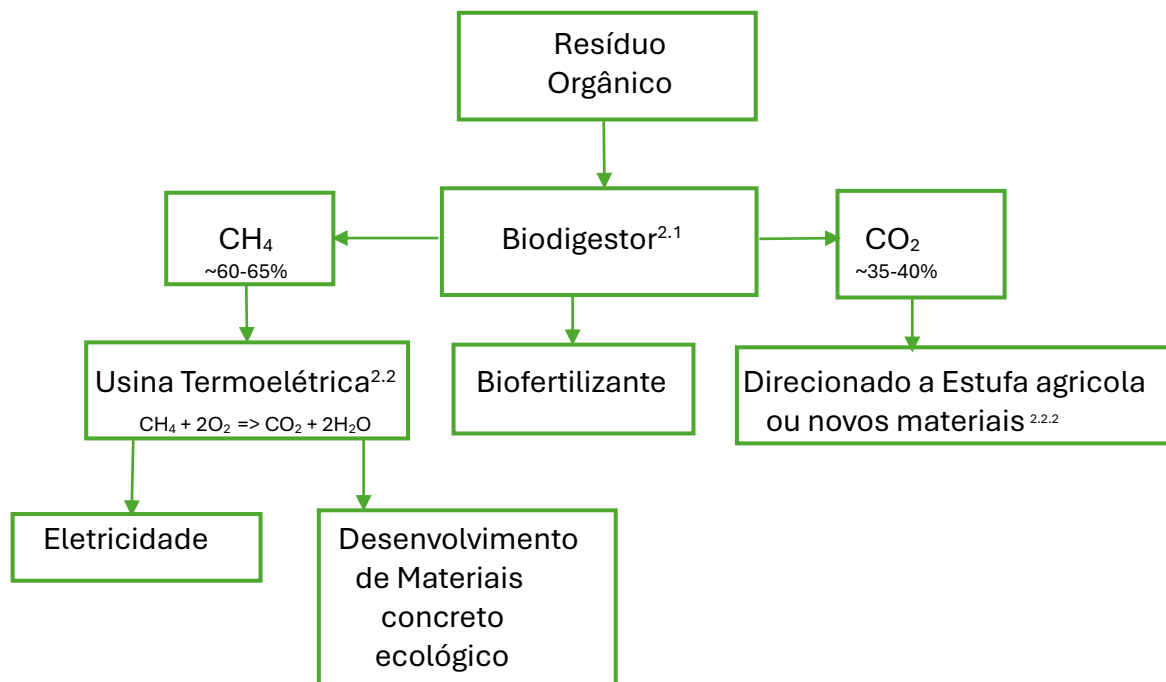 Resíduo
Orgânico
CH₄
~60-65%
Biodigestor²·¹
CO₂
~35-40%
Usina Termoelétrica²·²
CH₄ + 2O₂ => CO₂ + 2H₂O
Biofertilizante
Direcionado a Estufa agricola
ou novos materiais ²·²·²
Eletricidade
Desenvolvimento
de Materiais
concreto
ecológico